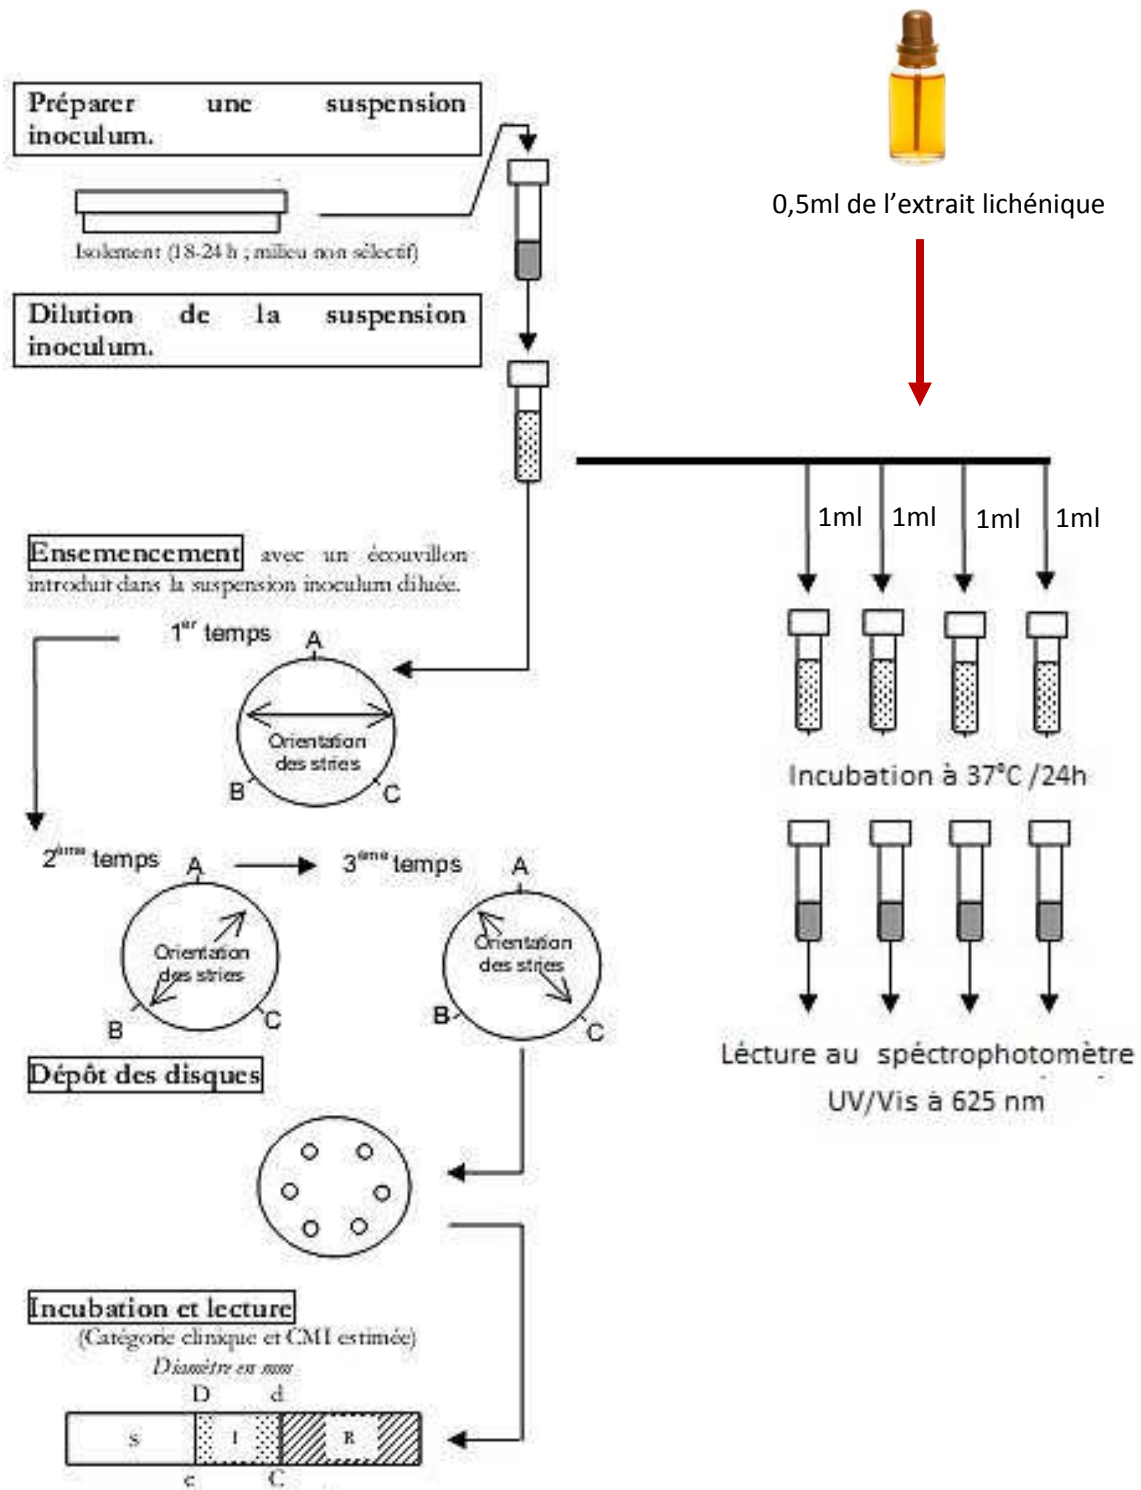 Préparer une suspension
inoculum.
Isolement (18-24 h ; milieu non sélectif)
Dilution de la suspension
inoculum.
Ensemencement avec un écouvillon
introduit dans la suspension inoculum diluée.
1er temps
A
Orientation
des stries
B
C
2ème temps
A
Orientation
des stries
B
C
3ème temps
A
Orientation
des stries
B
C
Dépôt des disques
Incubation et lecture
(Catégorie clinique et CMI estimée)
Diamètre en mm
D d
S I R
c C
0,5ml de l’extrait lichénique
1ml 1ml 1ml 1ml
Incubation à 37°C /24h
Lécture au spéctrophotomètre
UV/Vis à 625 nm